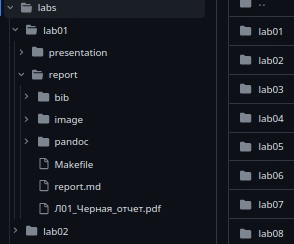 labs
lab01
presentation
report
bib
image
pandoc
Makefile
report.md
Л01_Черная_отчет.pdf
lab02
..
lab01
lab02
lab03
lab04
lab05
lab06
lab07
lab08